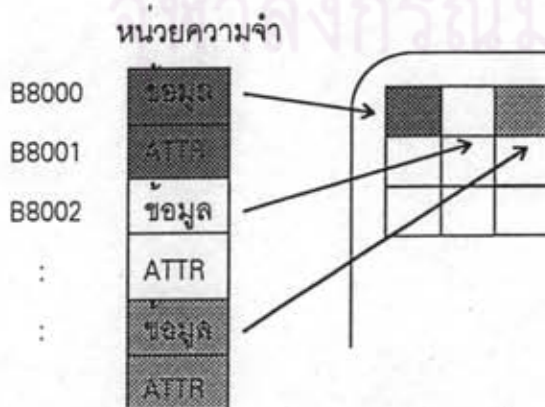 หน่วยความจำ
B8000 ข้อมูล
B8001 ATTR
B8002 ข้อมูล
: ATTR
: ข้อมูล
ATTR